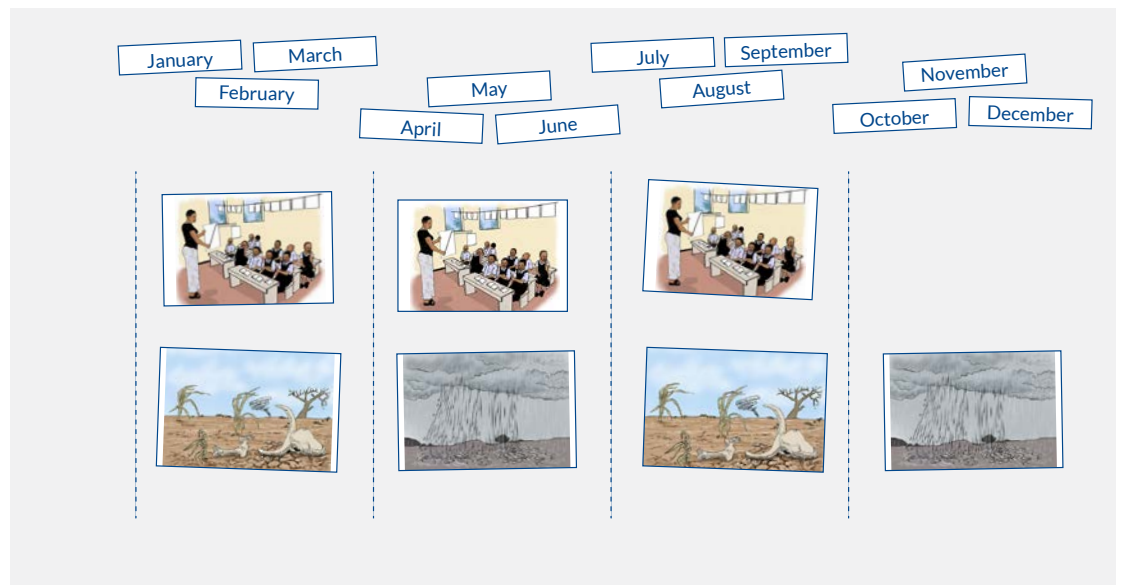 January
March
February
May
April
June
July
September
August
November
October
December